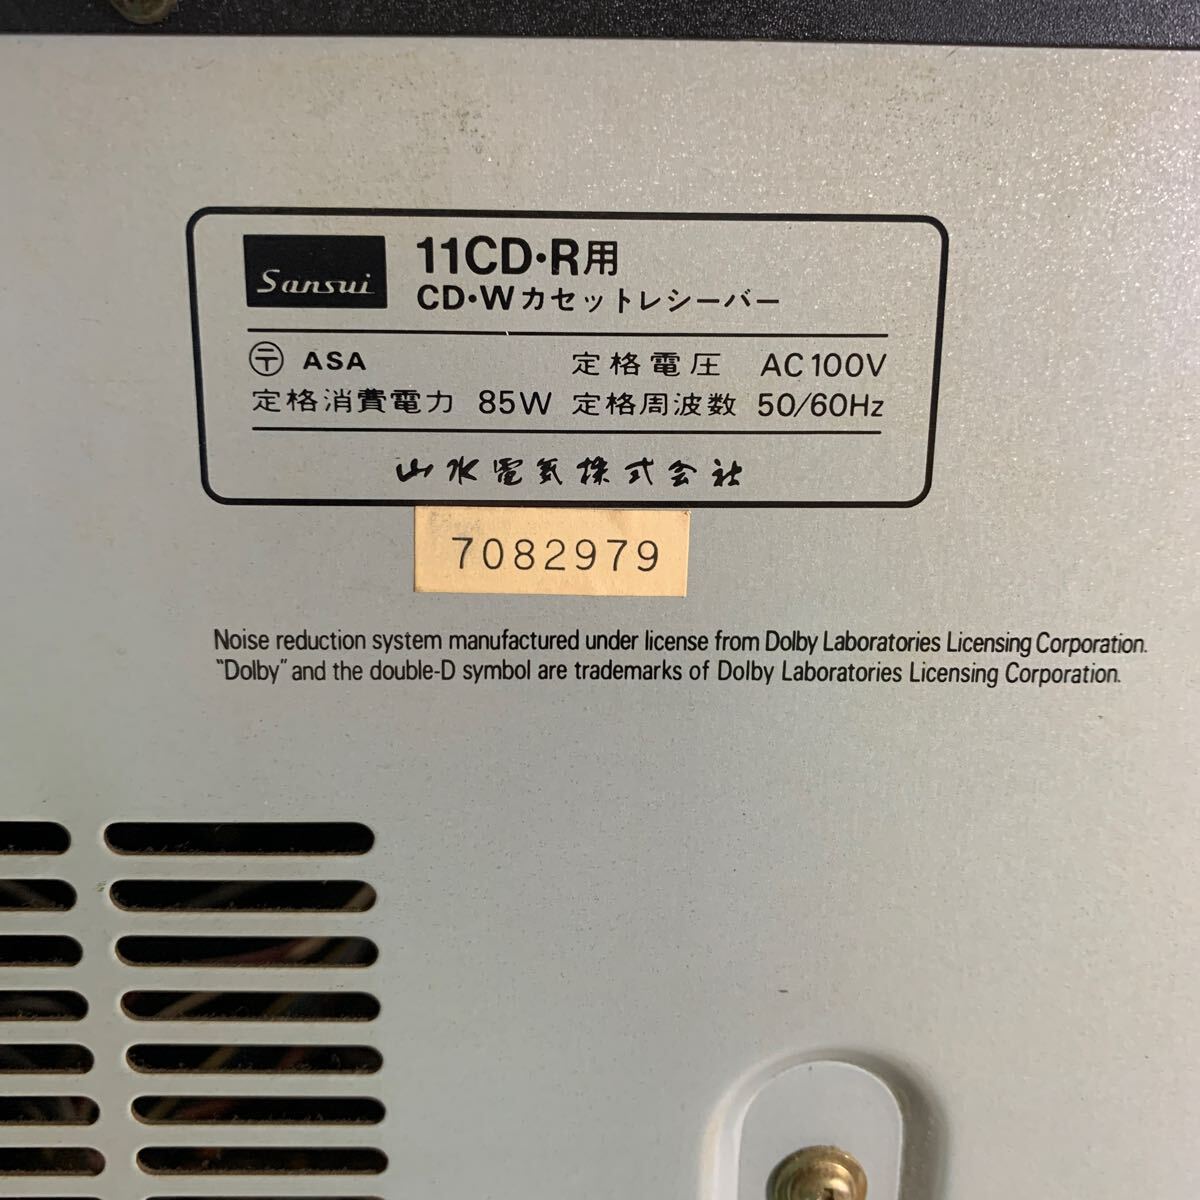 Sansui
11CD・R用
CD・W カセットレシーバー
〒 ASA 定格電圧 AC100V
定格消費電力 85W 定格周波数 50/60Hz
山水電気株式会社
7082979
Noise reduction system manufactured under license from Dolby Laboratories Licensing Corporation.
"Dolby" and the double-D symbol are trademarks of Dolby Laboratories Licensing Corporation.